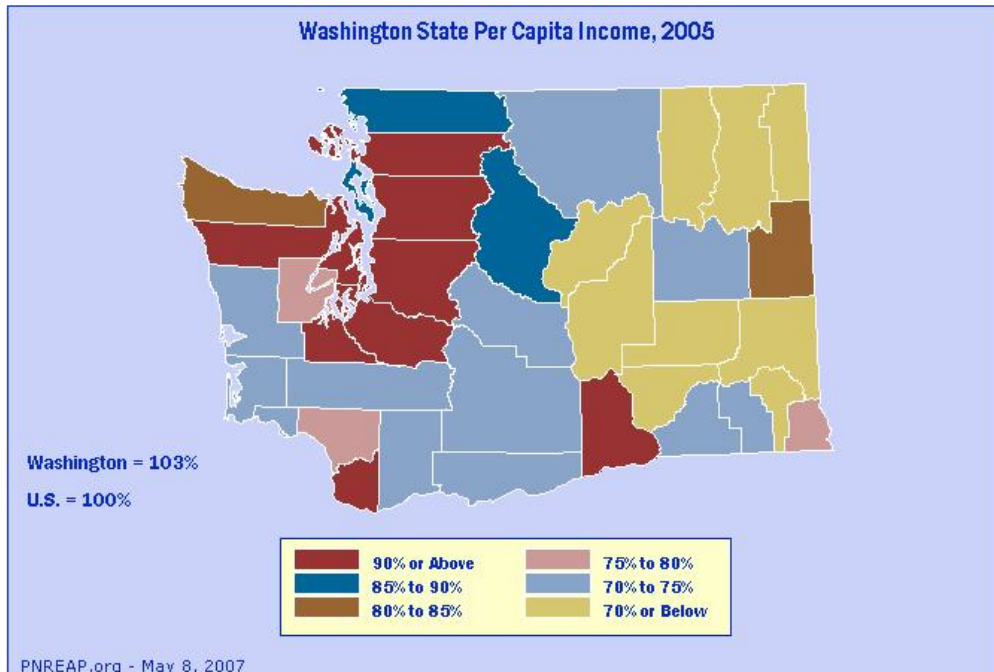 Washington State Per Capita Income, 2005
Washington = 103%
U.S. = 100%
90% or Above
75% to 80%
85% to 90%
70% to 75%
80% to 85%
70% or Below
PNREAP.org - May 8, 2007